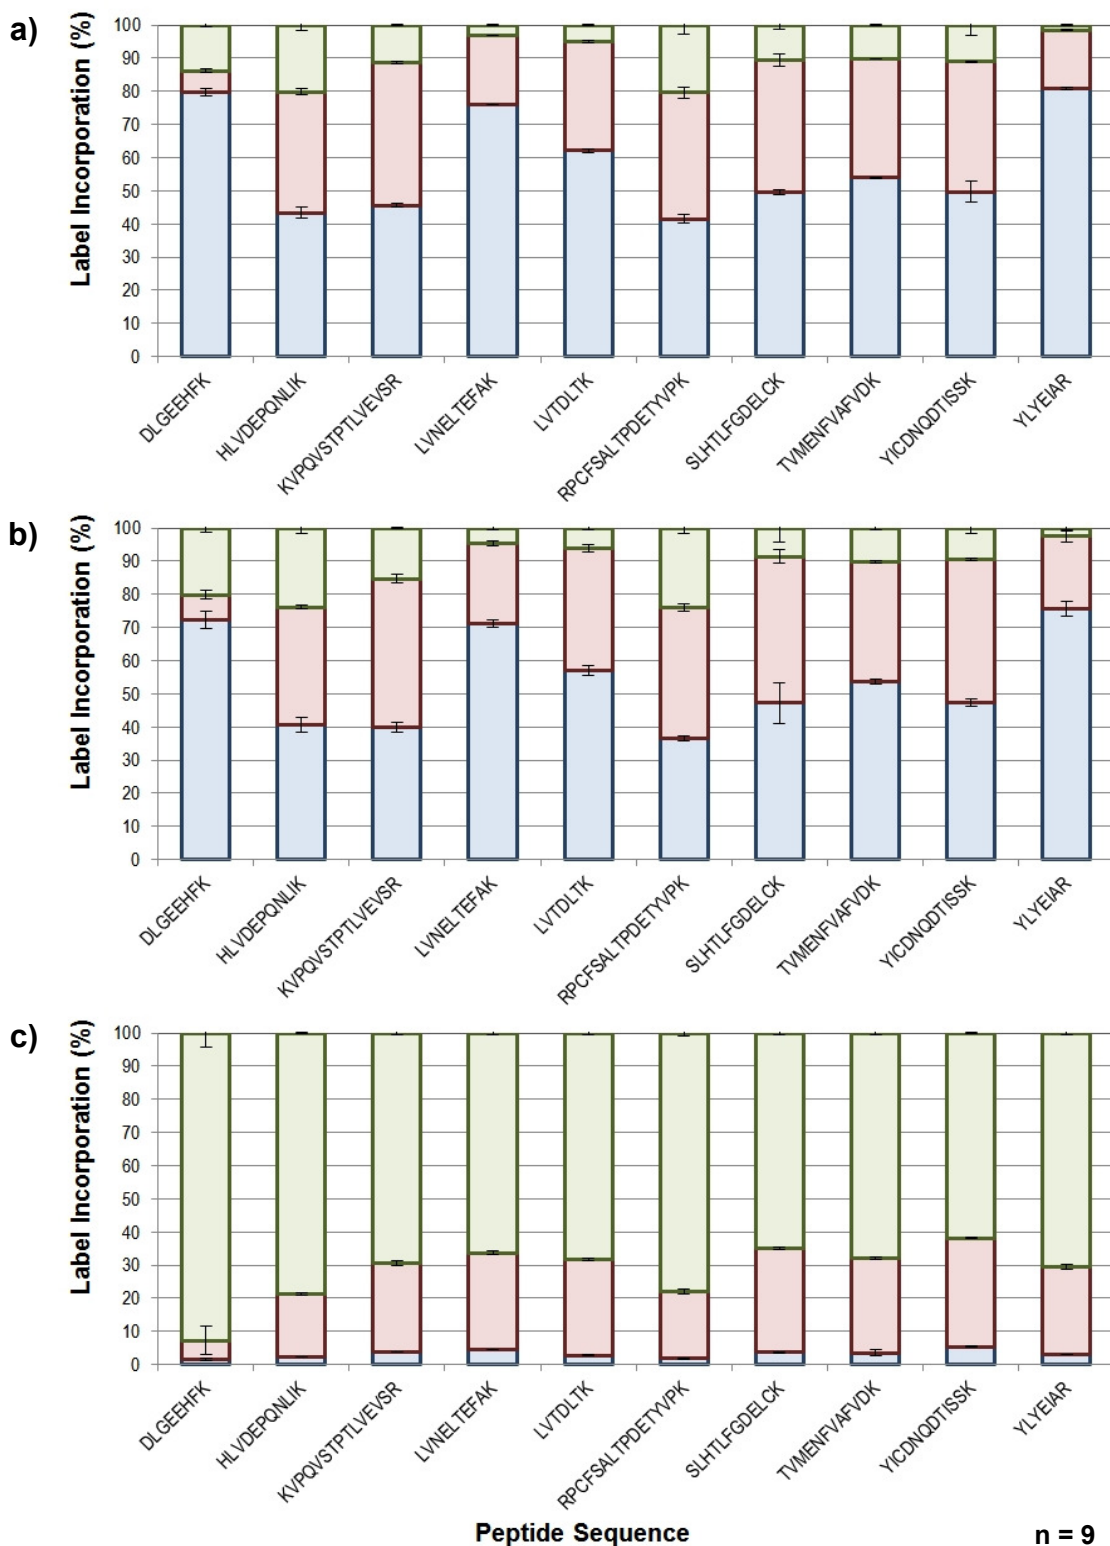 a)
Label Incorporation (%)
100
90
80
70
60
50
40
30
20
10
0
DLGEEHFK
HLVDEPQNLIK
KVPQVSTPTLVEVSR
LVNELTEFAK
LVTDLTK
RPCFSALTPDETYVPK
SLHTLFGDELCK
TVMENFVAFVDK
YICDNQDTISSK
YLYEIAR
b)
Label Incorporation (%)
100
90
80
70
60
50
40
30
20
10
0
DLGEEHFK
HLVDEPQNLIK
KVPQVSTPTLVEVSR
LVNELTEFAK
LVTDLTK
RPCFSALTPDETYVPK
SLHTLFGDELCK
TVMENFVAFVDK
YICDNQDTISSK
YLYEIAR
c)
Label Incorporation (%)
100
90
80
70
60
50
40
30
20
10
0
DLGEEHFK
HLVDEPQNLIK
KVPQVSTPTLVEVSR
LVNELTEFAK
LVTDLTK
RPCFSALTPDETYVPK
SLHTLFGDELCK
TVMENFVAFVDK
YICDNQDTISSK
YLYEIAR
Peptide Sequence
n = 9